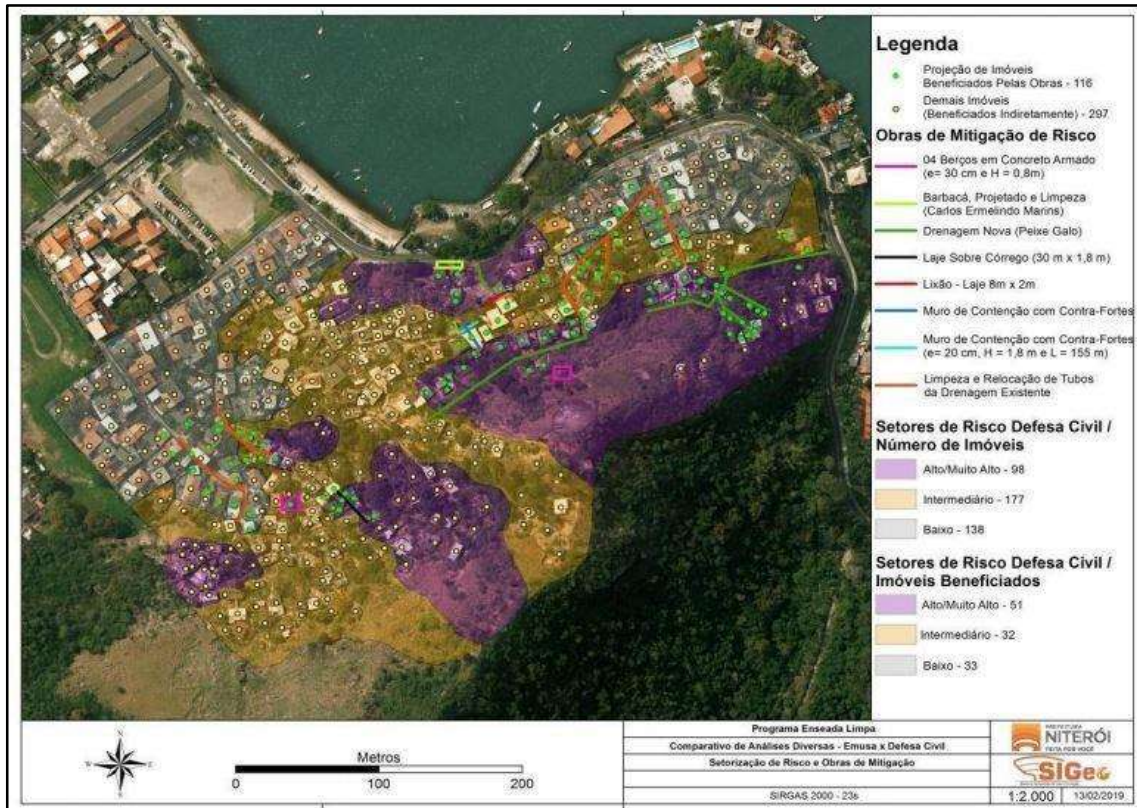 Legenda
Projeção de Imóveis
Beneficiados Pelas Obras - 116
Demais Imóveis
(Beneficiados Indiretamente) - 297
Obras de Mitigação de Risco
04 Berços em Concreto Armado
(e= 30 cm e H = 0,8m)
Barbacá, Projetado e Limpeza
(Carlos Ermelindo Marins)
Drenagem Nova (Peixe Galo)
Laje Sobre Córrego (30 m x 1,8 m)
Lixão - Laje 8m x 2m
Muro de Contenção com Contra-Fortes
Muro de Contenção com Contra-Fortes
(e= 20 cm, H = 1,8 m e L = 155 m)
Limpeza e Relocação de Tubos
da Drenagem Existente
Setores de Risco Defesa Civil /
Número de Imóveis
Alto/Muito Alto - 98
Intermediário - 177
Baixo - 138
Setores de Risco Defesa Civil /
Imóveis Beneficiados
Alto/Muito Alto - 51
Intermediário - 32
Baixo - 33
N
W E
S
Metros
0 100 200
Programa Enseada Limpa
Comparativo de Análises Diversas - Emusa x Defesa Civil
Setorização de Risco e Obras de Mitigação
SIRGAS 2000 - 23s
PREFEITURA
NITERÓI
FEITA POR VOCÊ
SIGeo
1:2.000 13/02/2019